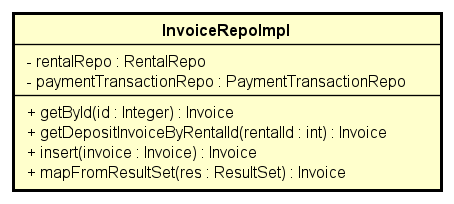 InvoiceRepoImpl
- rentalRepo : RentalRepo
- paymentTransactionRepo : PaymentTransactionRepo
+ getById(id : Integer) : Invoice
+ getDepositInvoiceByRentalId(rentalId : int) : Invoice
+ insert(invoice : Invoice) : Invoice
+ mapFromResultSet(res : ResultSet) : Invoice